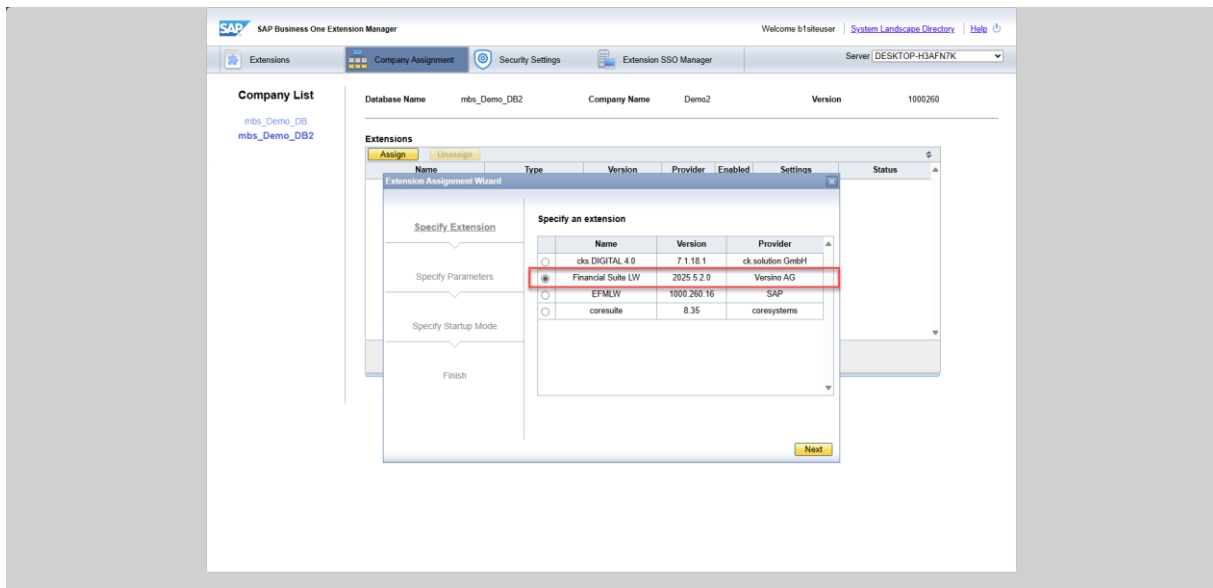 SAP SAP Business One Extension Manager Welcome b1siteuser System Landscape Directory Help
Extensions Company Assignment Security Settings Extension SSO Manager Server DESKTOP-H3AFN7K
Company List
mbs_Demo_DB
mbs_Demo_DB2
Database Name mbs_Demo_DB2 Company Name Demo2 Version 1000260
Extensions
Assign Unassign
Name Type Version Provider Enabled Settings Status
Extension Assignment Wizard
Specify Extension
Specify Parameters
Specify Startup Mode
Finish
Specify an extension
Name Version Provider
cks.DIGITAL 4.0 7.1.18.1 ck.solution GmbH
Financial Suite LW 2025.5.2.0 Versino AG
EFMLW 1000.260.16 SAP
coresuite 8.35 coresystems
Next